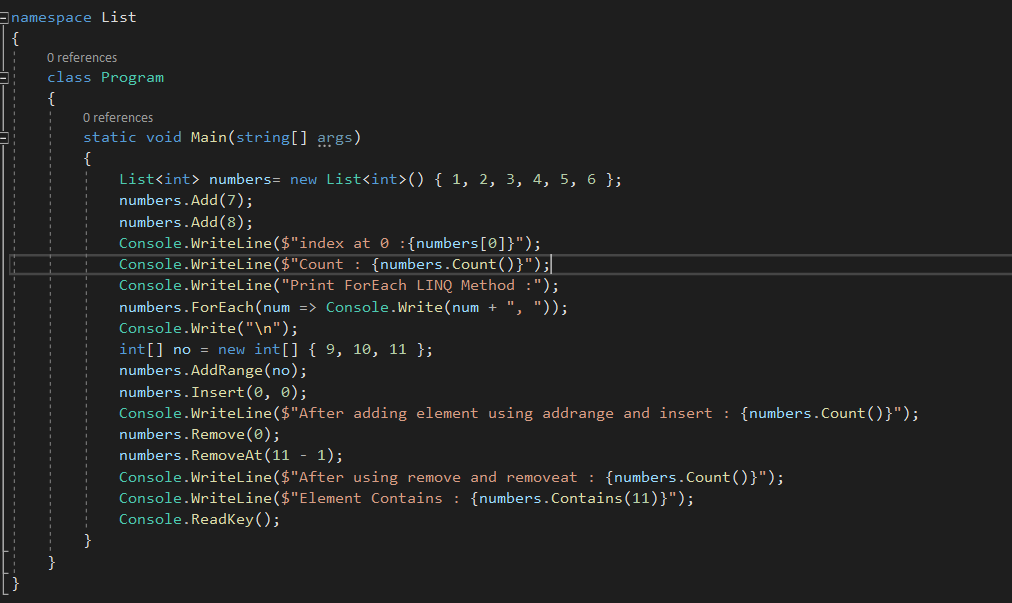 namespace List
{
0 references
class Program
{
0 references
static void Main(string[] args)
{
List<int> numbers= new List<int>() { 1, 2, 3, 4, 5, 6 };
numbers.Add(7);
numbers.Add(8);
Console.WriteLine($"index at 0 :{numbers[0]}");
Console.WriteLine($"Count : {numbers.Count()}");
Console.WriteLine("Print ForEach LINQ Method :");
numbers.ForEach(num => Console.Write(num + ", "));
Console.Write("\n");
int[] no = new int[] { 9, 10, 11 };
numbers.AddRange(no);
numbers.Insert(0, 0);
Console.WriteLine($"After adding element using addrange and insert : {numbers.Count()}");
numbers.Remove(0);
numbers.RemoveAt(11 - 1);
Console.WriteLine($"After using remove and removeat : {numbers.Count()}");
Console.WriteLine($"Element Contains : {numbers.Contains(11)}");
Console.ReadKey();
}
}
}